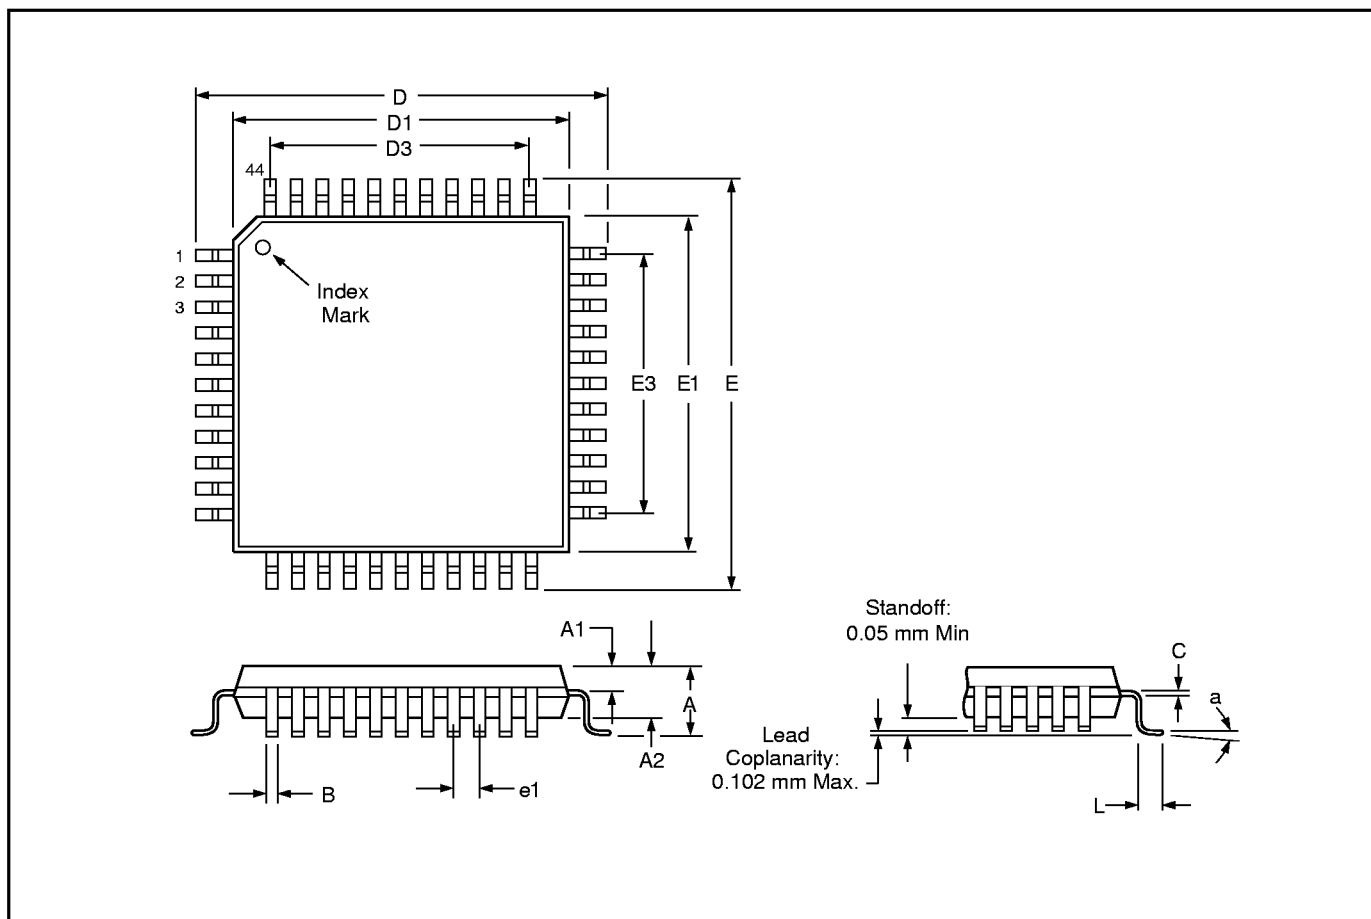 D
D1
D3
44
1
2
3
Index
Mark
E3
E1
E
A1
A
A2
B
e1
Standoff:
0.05 mm Min
C
a
Lead
Coplanarity:
0.102 mm Max.
L